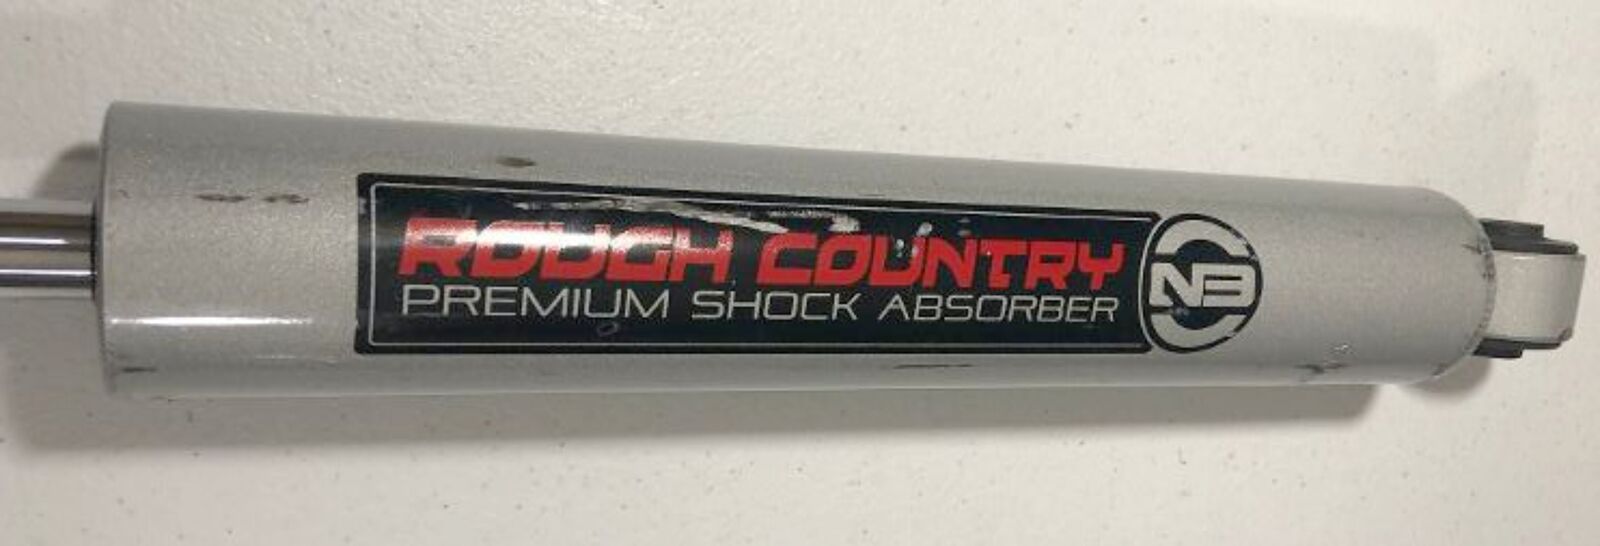 ROUGH COUNTRY
PREMIUM SHOCK ABSORBER
N3